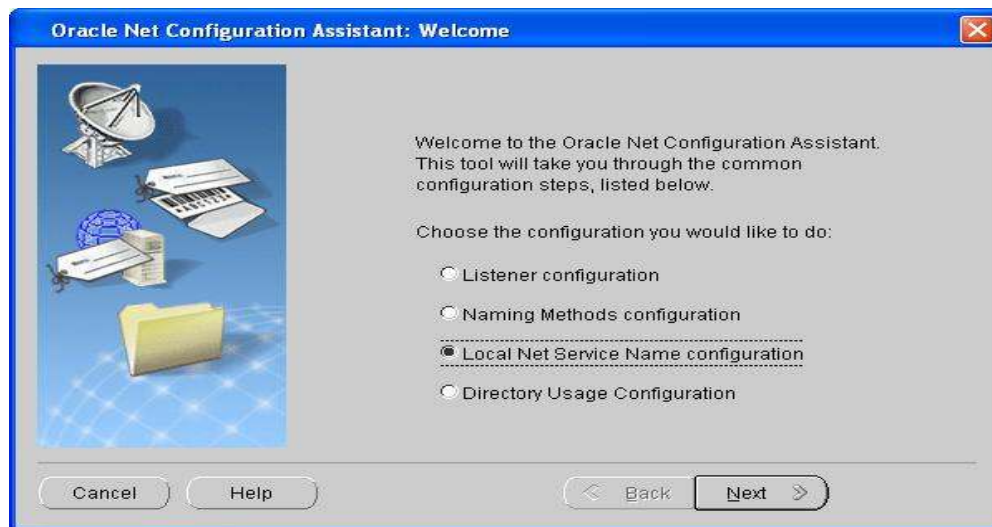 Oracle Net Configuration Assistant: Welcome
Welcome to the Oracle Net Configuration Assistant.
This tool will take you through the common
configuration steps, listed below.
Choose the configuration you would like to do:
Listener configuration
Naming Methods configuration
Local Net Service Name configuration
Directory Usage Configuration
Cancel
Help
Back
Next